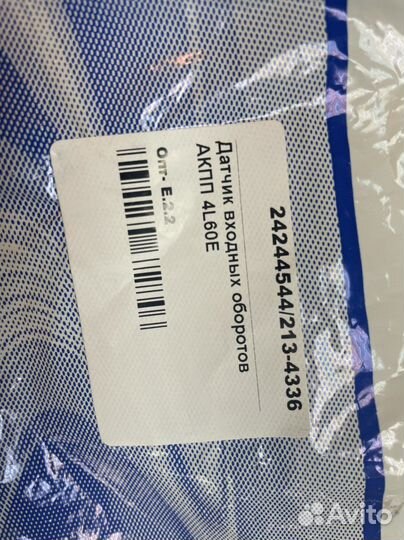 24244544/213-4336
Датчик входных оборотов
АКПП 4L60E
Опт- Е.2.2
Avito